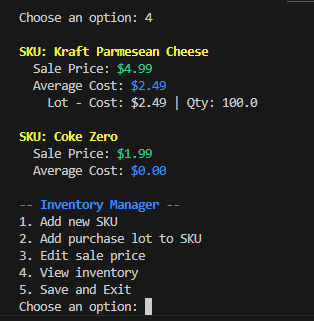 Choose an option: 4
SKU: Kraft Parmesean Cheese
Sale Price: $4.99
Average Cost: $2.49
Lot - Cost: $2.49 | Qty: 100.0
SKU: Coke Zero
Sale Price: $1.99
Average Cost: $0.00
-- Inventory Manager --
1. Add new SKU
2. Add purchase lot to SKU
3. Edit sale price
4. View inventory
5. Save and Exit
Choose an option: